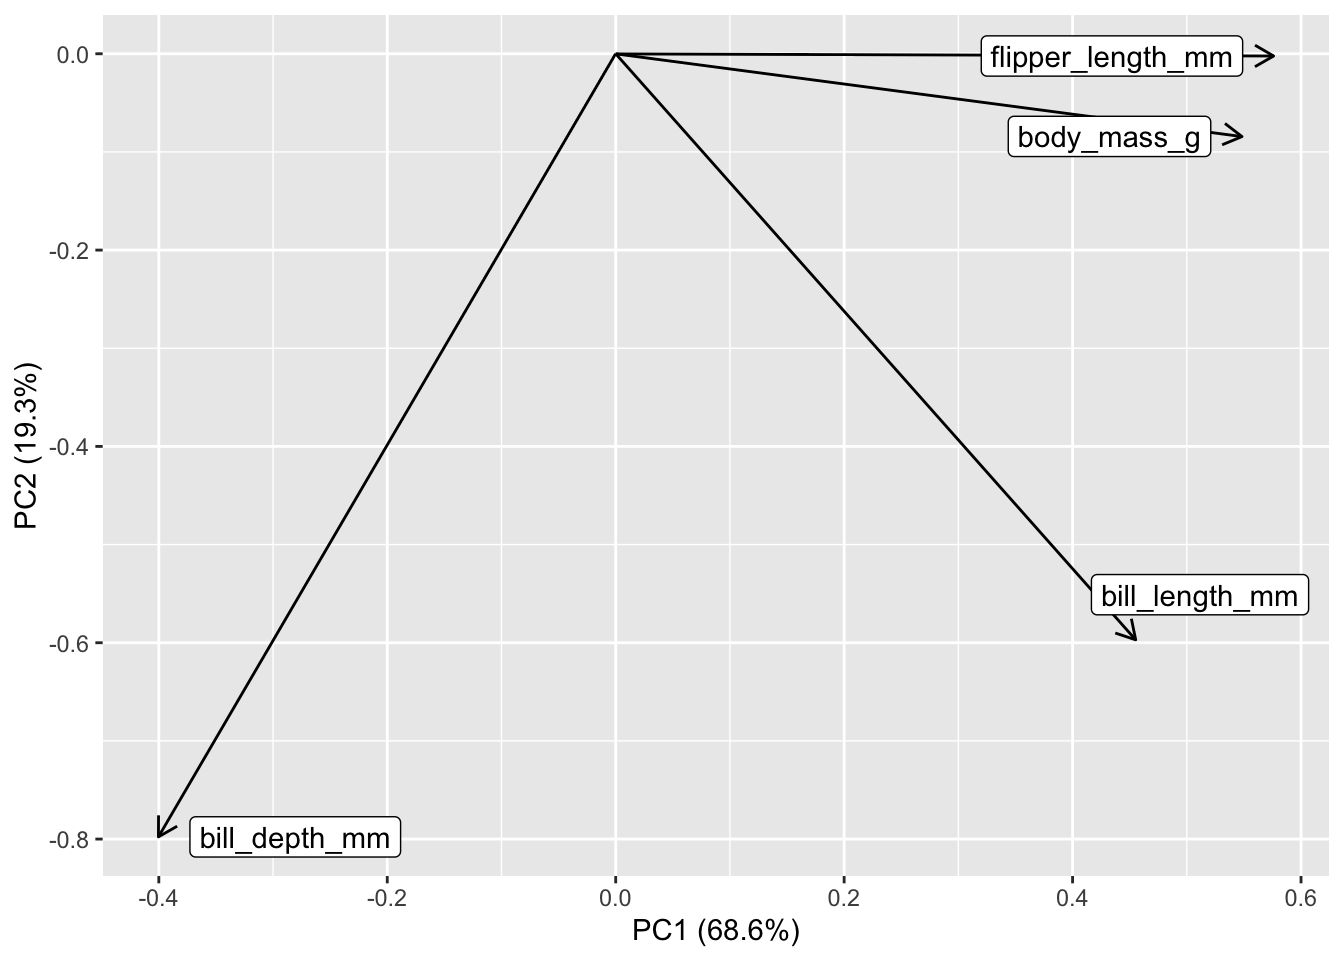 0.0
flipper_length_mm
body_mass_g
-0.2
PC2 (19.3%)
-0.4
bill_length_mm
-0.6
-0.8
bill_depth_mm
-0.4 -0.2 0.0 0.2 0.4 0.6
PC1 (68.6%)